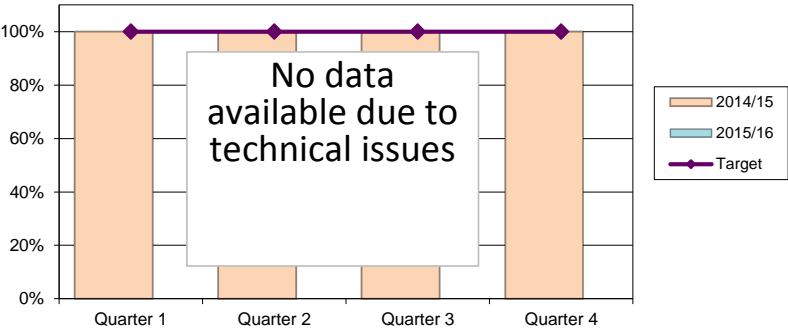 100%
80%
60%
40%
20%
0%
No data
available due to
technical issues
Quarter 1
Quarter 2
Quarter 3
Quarter 4
2014/15
2015/16
Target